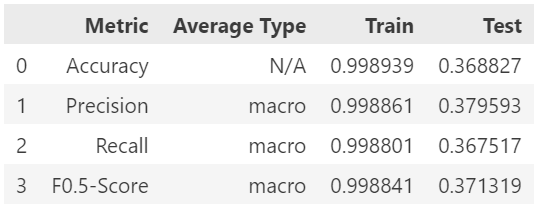 Metric Average Type Train Test
0 Accuracy N/A 0.998939 0.368827
1 Precision macro 0.998861 0.379593
2 Recall macro 0.998801 0.367517
3 F0.5-Score macro 0.998841 0.371319